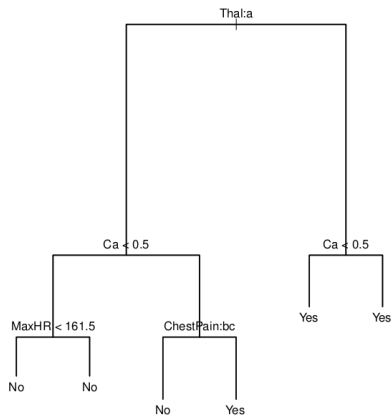 Thal:a
Ca < 0.5
Ca < 0.5
MaxHR < 161.5
ChestPain:bc
Yes
Yes
No
No
No
Yes